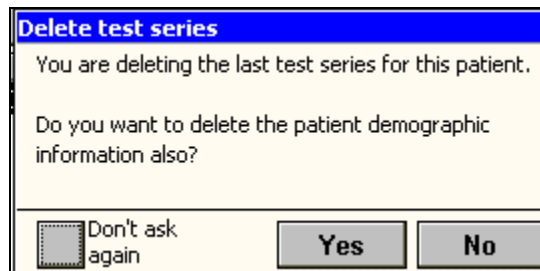 Delete test series
You are deleting the last test series for this patient.
Do you want to delete the patient demographic
information also?
Don't ask
again
Yes
No